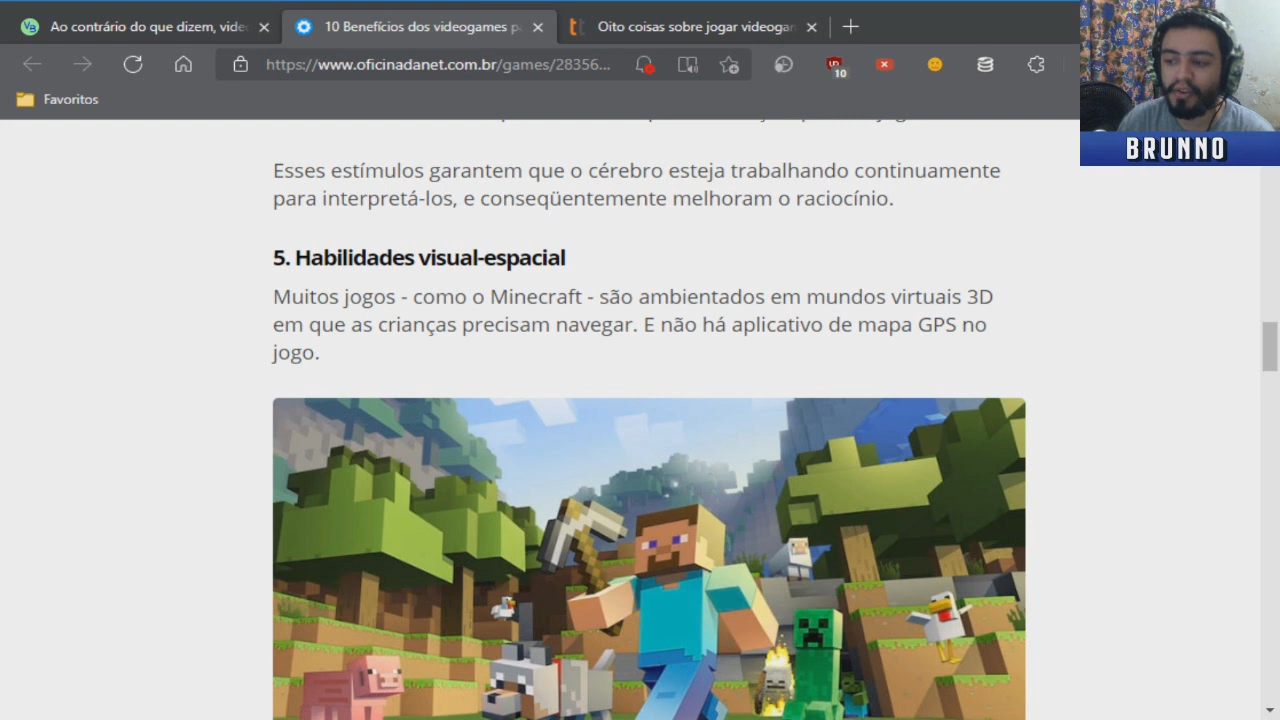 Ao contrário do que dizem, vide
10 Benefícios dos videogames p
Oito coisas sobre jogar videogar
https://www.oficinadanet.com.br/games/28356...
10
Favoritos
BRUNNO
Esses estímulos garantem que o cérebro esteja trabalhando continuamente
para interpretá-los, e conseqüentemente melhoram o raciocínio.
5. Habilidades visual-espacial
Muitos jogos - como o Minecraft - são ambientados em mundos virtuais 3D
em que as crianças precisam navegar. E não há aplicativo de mapa GPS no
jogo.